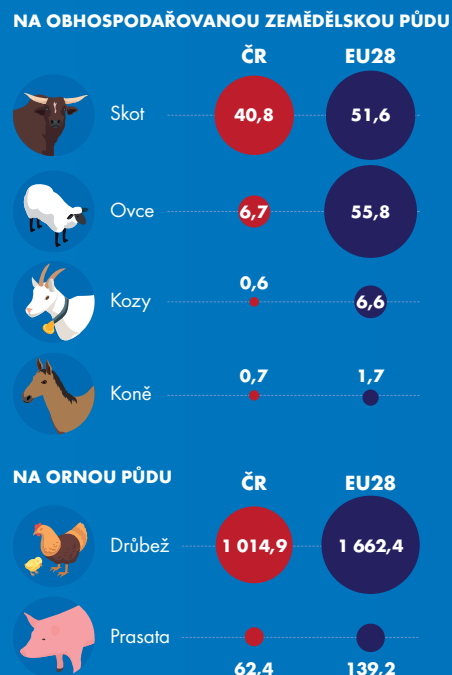 NA OBHOSPODAŘOVANOU ZEMĚDĚLSKOU PŮDU
ČR EU28
Skot 40,8 51,6
Ovce 6,7 55,8
Kozy 0,6 6,6
Koně 0,7 1,7
NA ORNOU PŮDU ČR EU28
Drůbež 1 014,9 1 662,4
Prasata
62,4 139,2